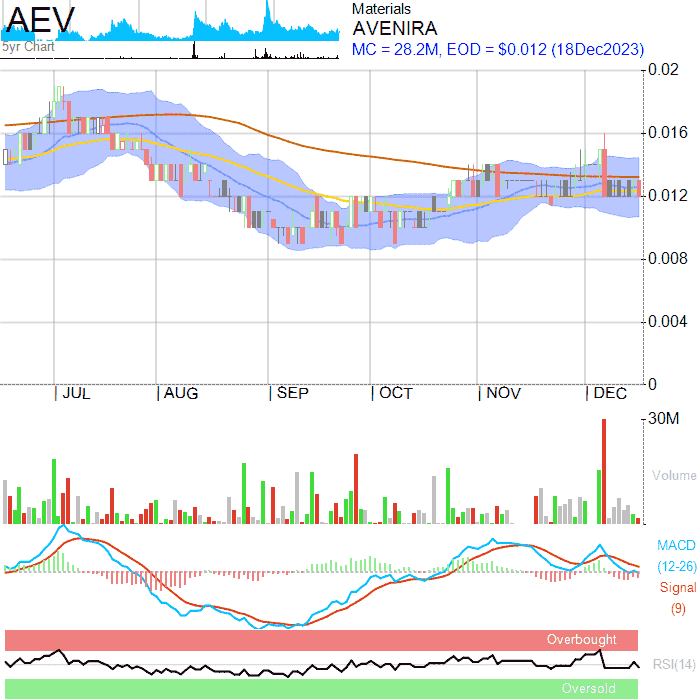 AEV
5yr Chart
Materials
AVENIRA
MC = 28.2M, EOD = $0.012 (18Dec2023)
0.02
0.016
0.012
0.008
0.004
0
| JUL | AUG | SEP | OCT | NOV | DEC
30M
Volume
MACD
(12-26)
Signal
(9)
Overbought
RSI(14)
Oversold